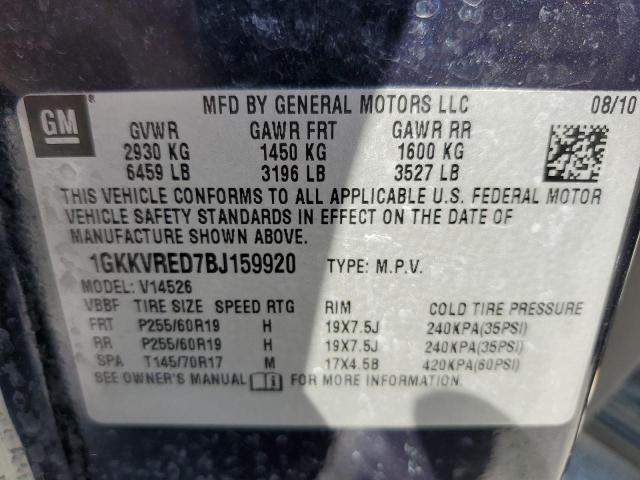 GM
MFD BY GENERAL MOTORS LLC 08/10
GVWR GAWR FRT GAWR RR
2930 KG 1450 KG 1600 KG
6459 LB 3196 LB 3527 LB
THIS VEHICLE CONFORMS TO ALL APPLICABLE U.S. FEDERAL MOTOR
VEHICLE SAFETY STANDARDS IN EFFECT ON THE DATE OF
MANUFACTURE SHOWN ABOVE.
1GKKVRED7BJ159920 TYPE: M.P.V.
MODEL: V14526
VBBF TIRE SIZE SPEED RTG RIM COLD TIRE PRESSURE
FRT P255/60R19 H 19X7.5J 240KPA(35PSI)
RR P255/60R19 H 19X7.5J 240KPA(35PSI)
SPA T145/70R17 M 17X4.5B 420KPA(60PSI)
SEE OWNER'S MANUAL FOR MORE INFORMATION.